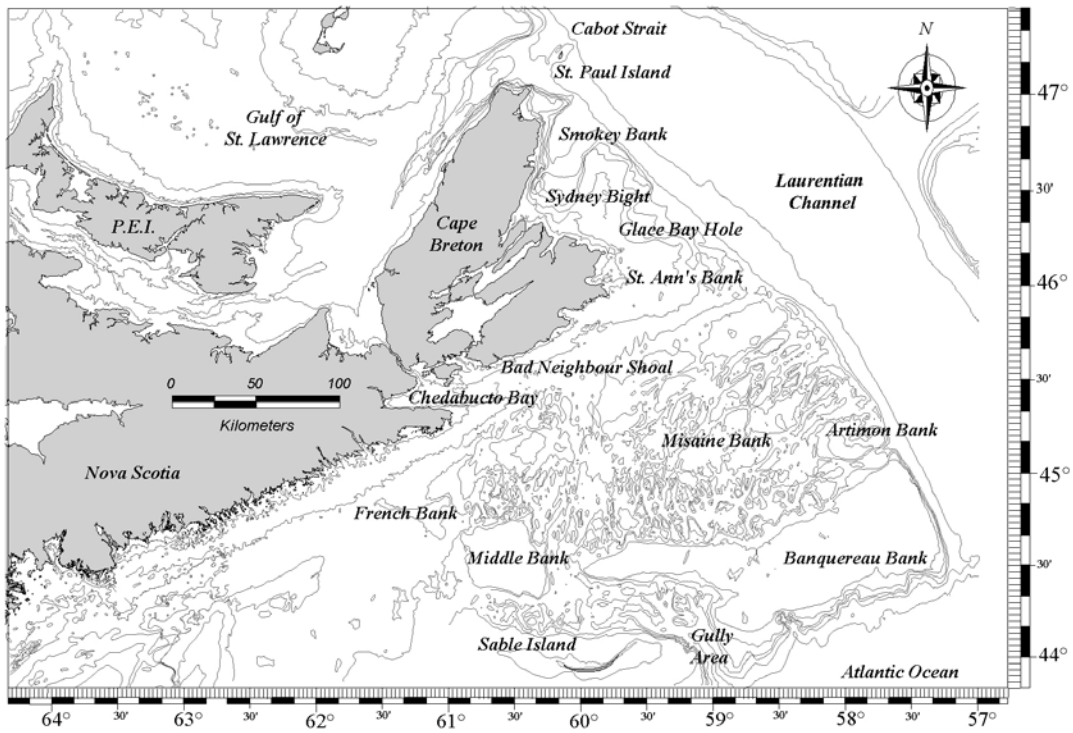 Cabot Strait
N
St. Paul Island
47°
Gulf of
St. Lawrence
Smokey Bank
Laurentian
Channel
30'
Sydney Bight
P.E.I.
Cape
Breton
Glace Bay Hole
St. Ann's Bank
46°
Bad Neighbour Shoal
30'
0 50 100
Chedabucto Bay
Kilometers
Misaine Bank
Artimon Bank
Nova Scotia
45°
French Bank
Middle Bank
Banquereau Bank
30'
Sable Island
Gully
Area
44°
Atlantic Ocean
64° 30' 63° 30' 62° 30' 61° 30' 60° 30' 59° 30' 58° 30' 57°